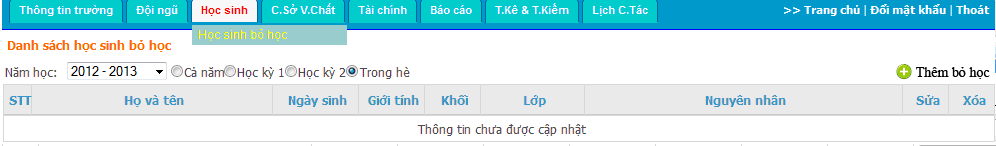 Thông tin trường Đội ngũ Học sinh C.Sở V.Chất Tài chính Báo cáo T.Kê & T.Kiềm Lịch C.Tác >> Trang chủ | Đổi mật khẩu | Thoát
Học sinh bỏ học
Danh sách học sinh bỏ học
Năm học: 2012 - 2013 Cả năm Học kỳ 1 Học kỳ 2 Trong hè Thêm bỏ học
STT Họ và tên Ngày sinh Giới tính Khối Lớp Nguyên nhân Sửa Xóa
Thông tin chưa được cập nhật